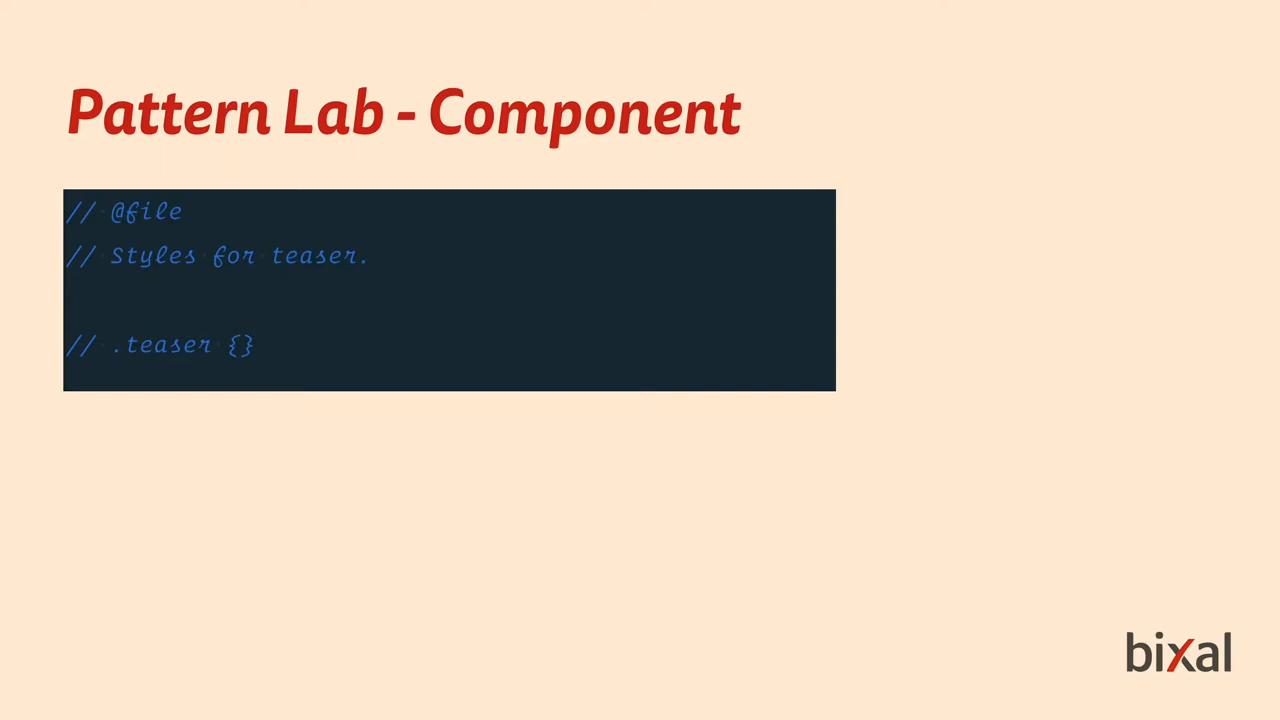 Pattern Lab - Component
// @file
// Styles for teaser.
// .teaser {}
bixal